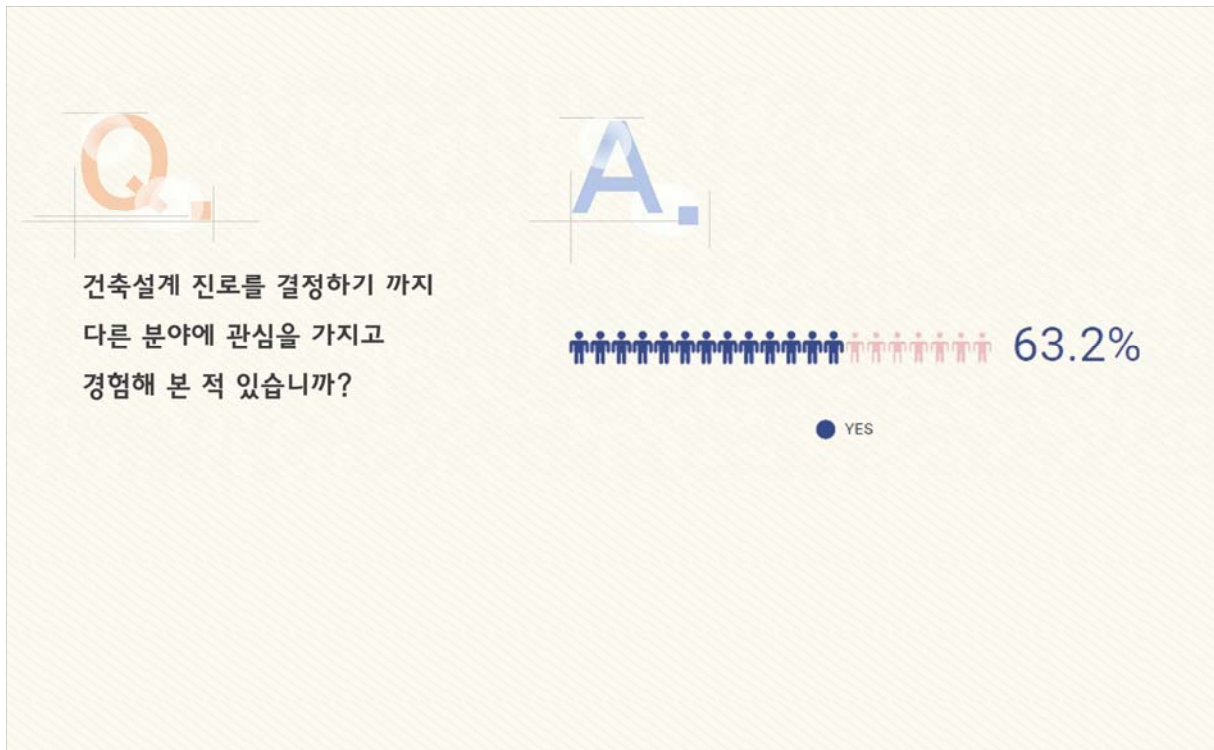 Q.
건축설계 진로를 결정하기 까지
다른 분야에 관심을 가지고
경험해 본 적 있습니까?
A.
63.2%
YES